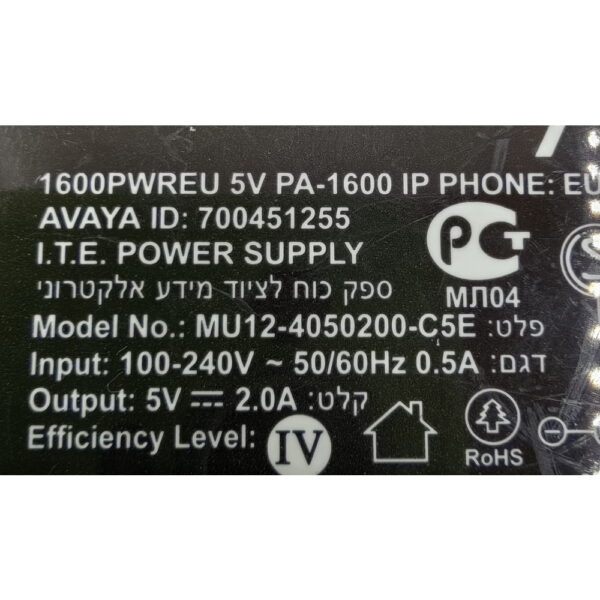 1600PWREU 5V PA-1600 IP PHONE: EU
AVAYA ID: 700451255
I.T.E. POWER SUPPLY
ספק כוח לציוד מידע אלקטרוני
Model No.: MU12-4050200-C5E :פלט
Input: 100-240V ~ 50/60Hz 0.5A :דגם
Output: 5V ⎓ 2.0A :קלט
Efficiency Level: IV
РСТ
МЛ04
RoHS